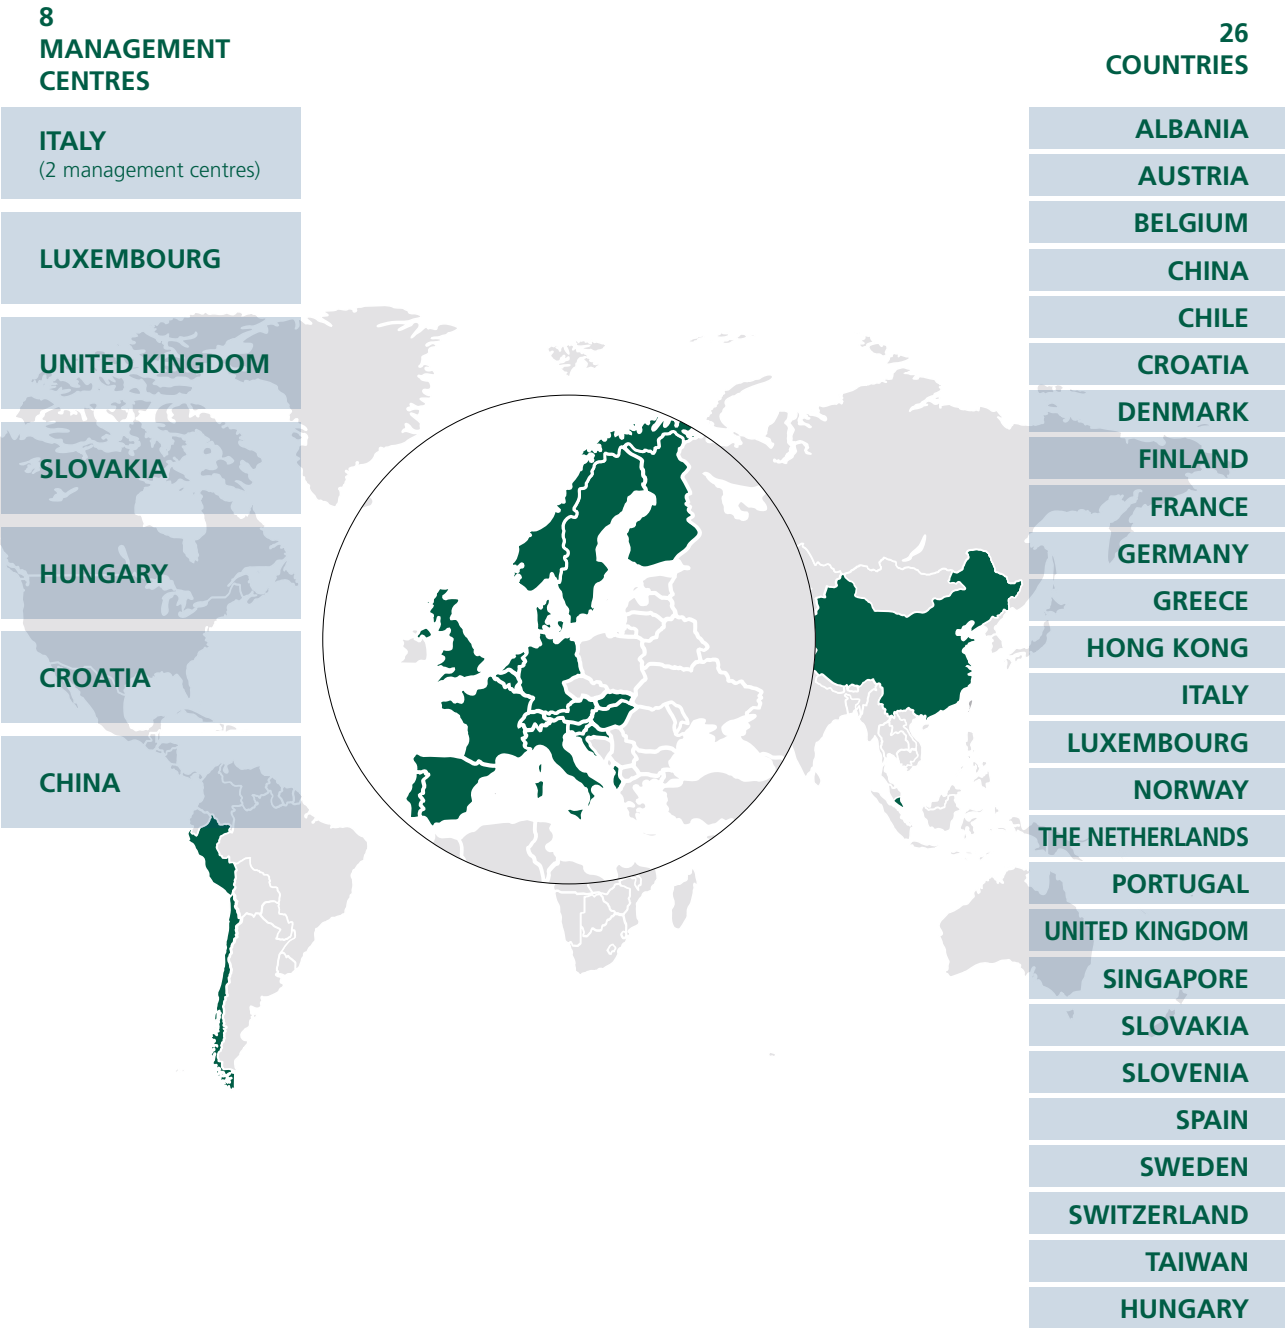 8
MANAGEMENT
CENTRES
ITALY
(2 management centres)
LUXEMBOURG
UNITED KINGDOM
SLOVAKIA
HUNGARY
CROATIA
CHINA
26
COUNTRIES
ALBANIA
AUSTRIA
BELGIUM
CHINA
CHILE
CROATIA
DENMARK
FINLAND
FRANCE
GERMANY
GREECE
HONG KONG
ITALY
LUXEMBOURG
NORWAY
THE NETHERLANDS
PORTUGAL
UNITED KINGDOM
SINGAPORE
SLOVAKIA
SLOVENIA
SPAIN
SWEDEN
SWITZERLAND
TAIWAN
HUNGARY